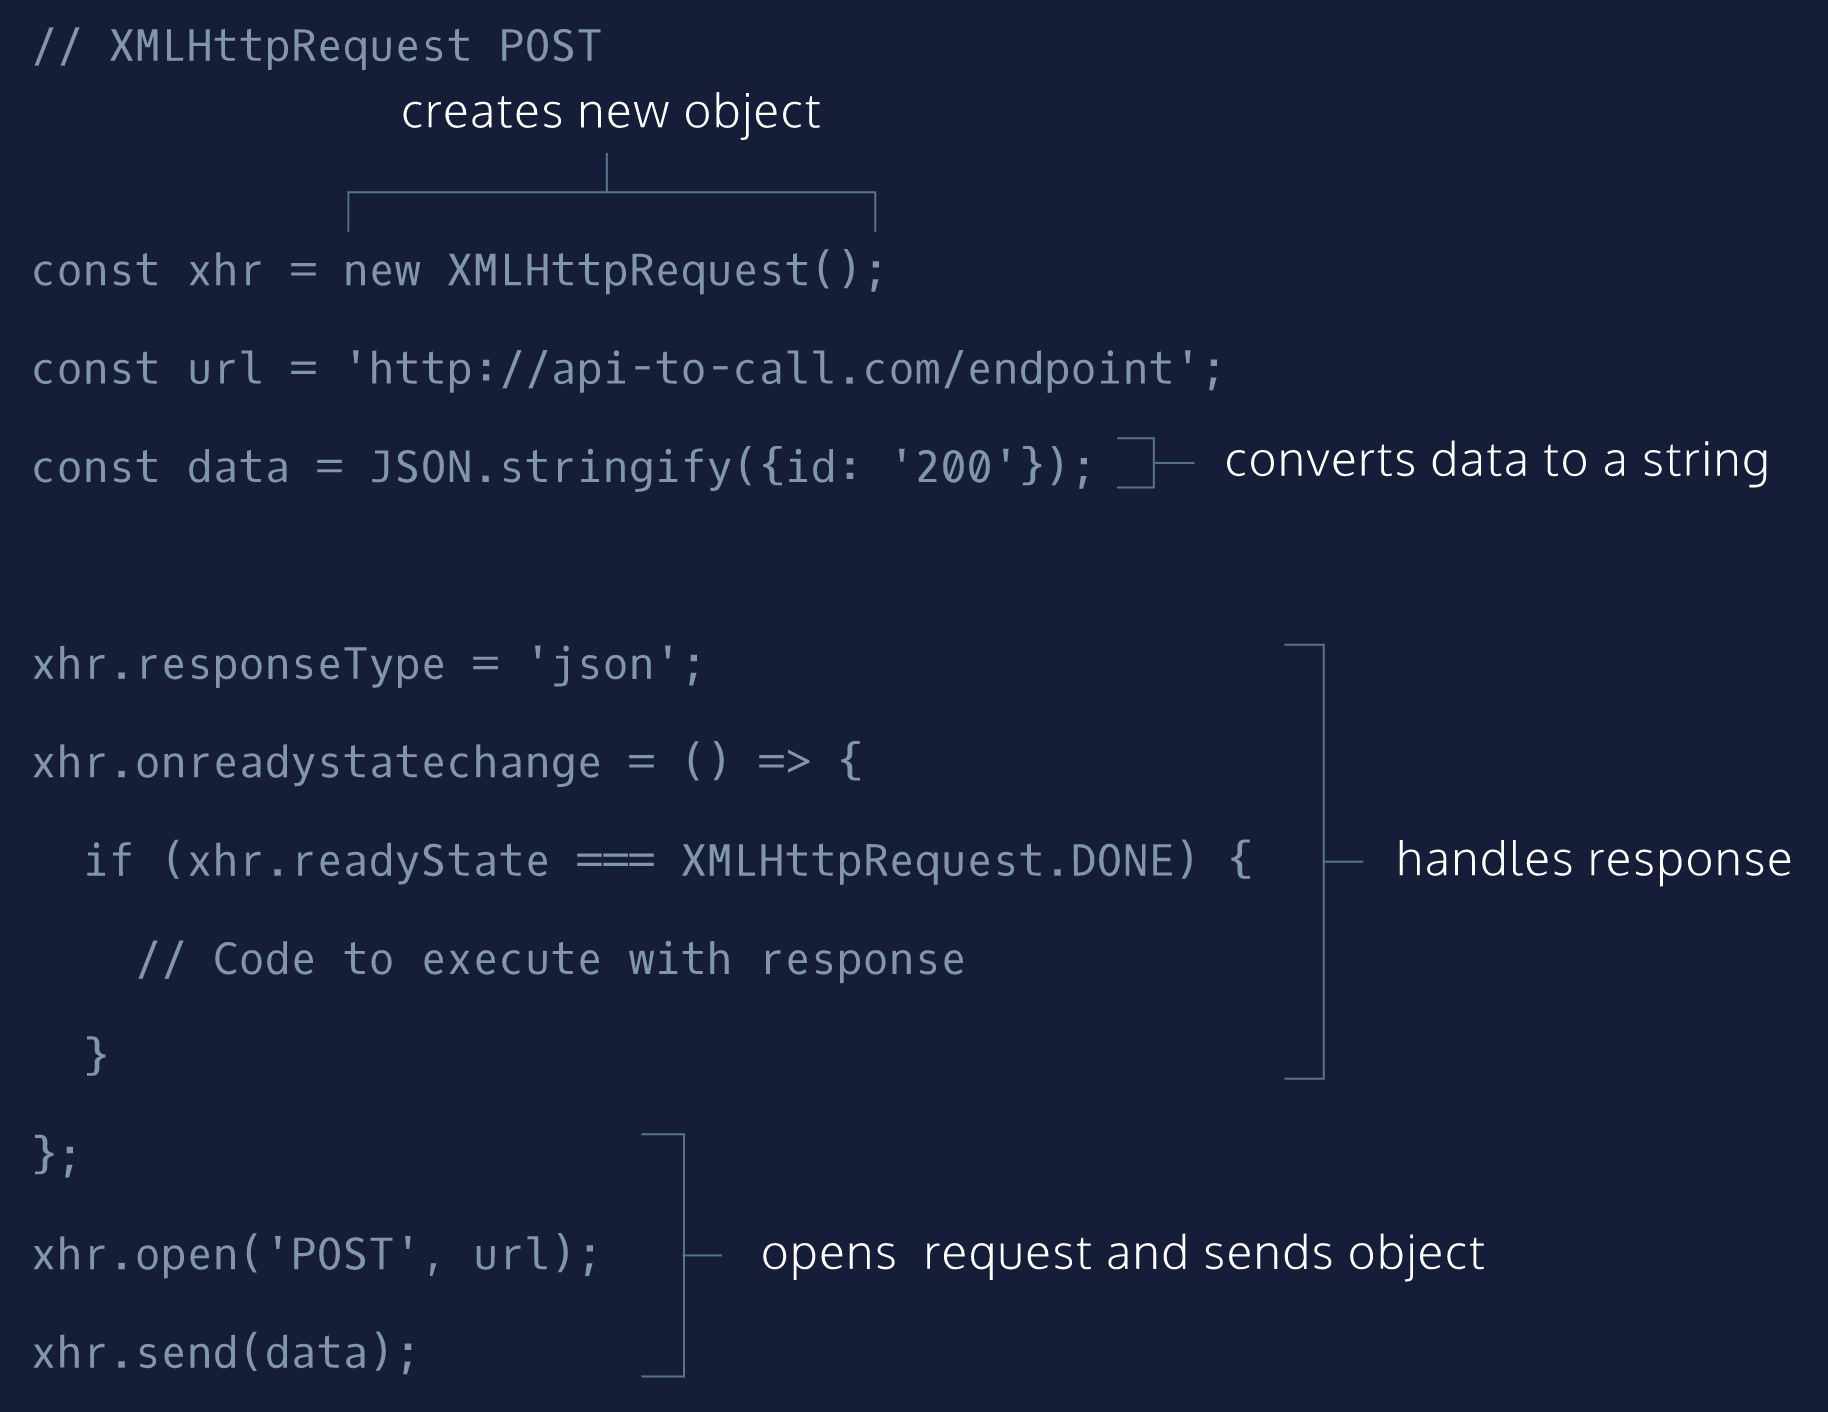 // XMLHttpRequest POST
creates new object
const xhr = new XMLHttpRequest();
const url = 'http://api-to-call.com/endpoint';
const data = JSON.stringify({id: '200'});
converts data to a string
xhr.responseType = 'json';
xhr.onreadystatechange = () => {
if (xhr.readyState === XMLHttpRequest.DONE) {
handles response
// Code to execute with response
}
};
xhr.open('POST', url);
opens  request and sends object
xhr.send(data);